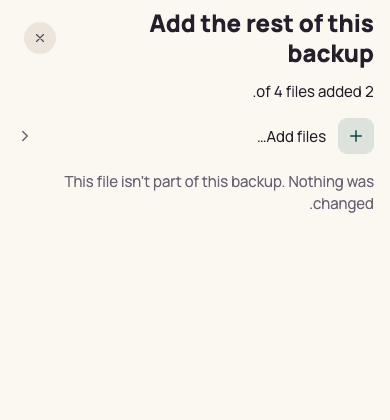 Add the rest of this
backup
.of 4 files added 2
...Add files
This file isn't part of this backup. Nothing was
.changed